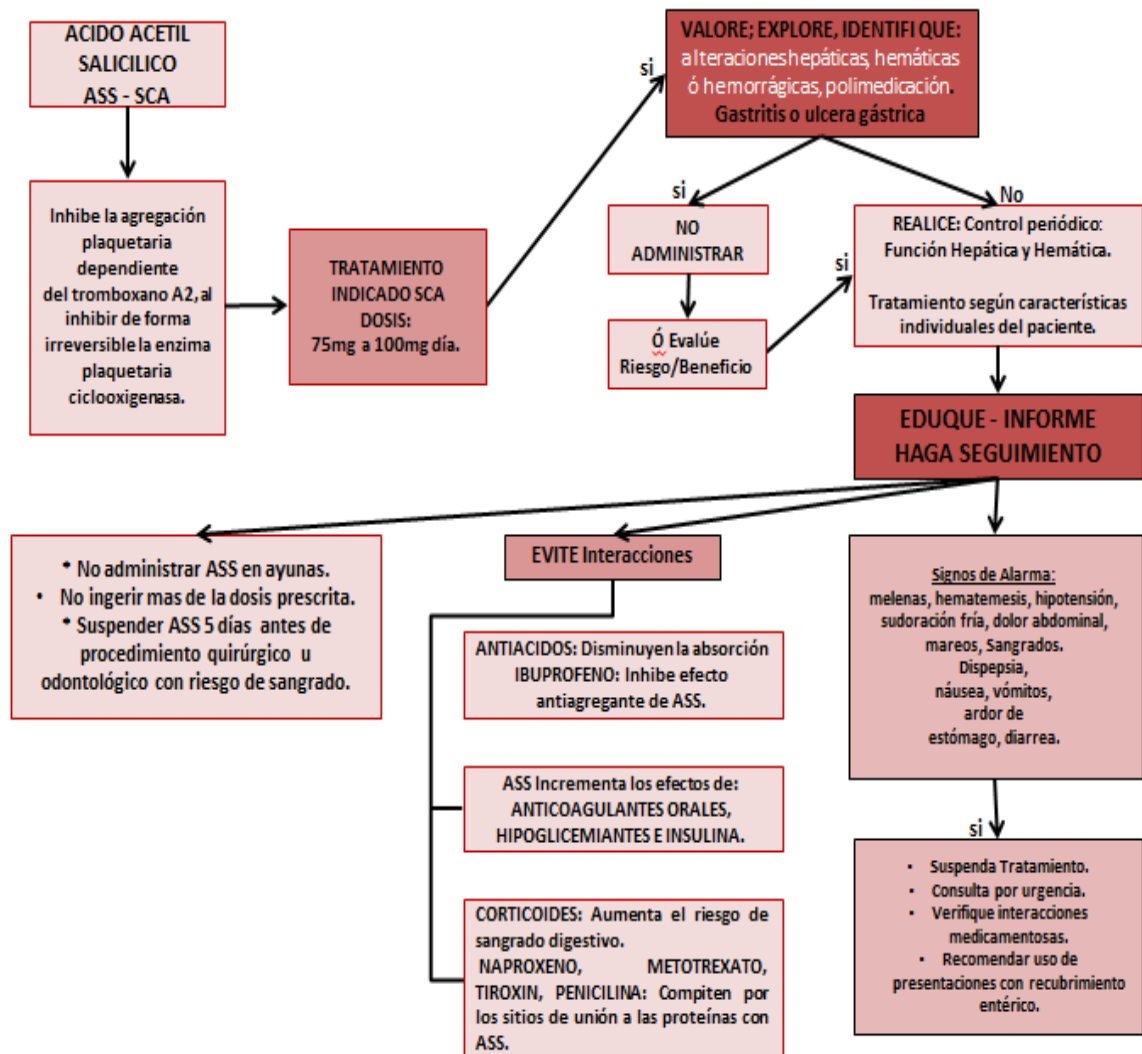 ACIDO ACETIL
SALICILICO
ASS - SCA
Inhibe la agregación
plaquetaria
dependiente
del tromboxano A2, al
inhibir de forma
irreversible la enzima
plaquetaria
ciclooxigenasa.
TRATAMIENTO
INDICADO SCA
DOSIS:
75mg a 100mg día.
si
VALORE; EXPLORE, IDENTIFI QUE:
alteraciones hepáticas, hemáticas
ó hemorrágicas, polimedicación.
Gastritis o ulcera gástrica
si
No
NO
ADMINISTRAR
Ó Evalúe
Riesgo/Beneficio
si
REALICE: Control periódico:
Función Hepática y Hemática.
Tratamiento según características
individuales del paciente.
EDUQUE - INFORME
HAGA SEGUIMIENTO
* No administrar ASS en ayunas.
• No ingerir mas de la dosis prescrita.
* Suspender ASS 5 días antes de
procedimiento quirúrgico u
odontológico con riesgo de sangrado.
EVITE Interacciones
ANTIACIDOS: Disminuyen la absorción
IBUPROFENO: Inhibe efecto
antiagregante de ASS.
ASS Incrementa los efectos de:
ANTICOAGULANTES ORALES,
HIPOGLICEMIANTES E INSULINA.
CORTICOIDES: Aumenta el riesgo de
sangrado digestivo.
NAPROXENO, METOTREXATO,
TIROXIN, PENICILINA: Compiten por
los sitios de unión a las proteínas con
ASS.
Signos de Alarma:
melenas, hematemesis, hipotensión,
sudoración fría, dolor abdominal,
mareos, Sangrados.
Dispepsia,
náusea, vómitos,
ardor de
estómago, diarrea.
si
• Suspenda Tratamiento.
• Consulta por urgencia.
• Verifique interacciones
medicamentosas.
• Recomendar uso de
presentaciones con recubrimiento
entérico.